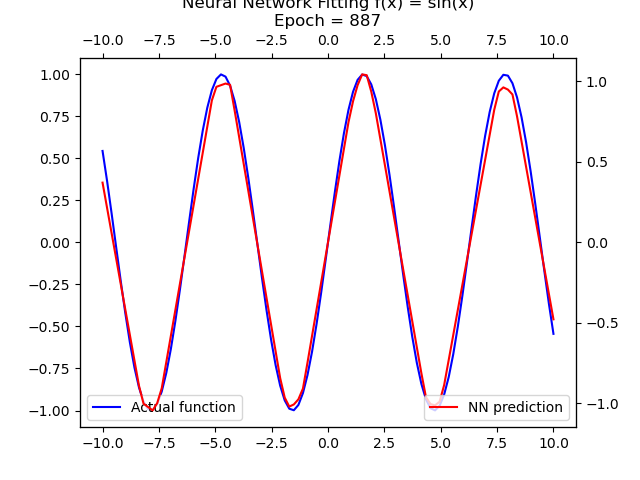 Neural Network Fitting f(x) = sin(x)
Epoch = 887
−10.0 −7.5 −5.0 −2.5 0.0 2.5 5.0 7.5 10.0
1.00 1.0
0.75
0.50 0.5
0.25
0.00 0.0
−0.25
−0.50 −0.5
−0.75
−1.00 −1.0
Actual function NN prediction
−10.0 −7.5 −5.0 −2.5 0.0 2.5 5.0 7.5 10.0